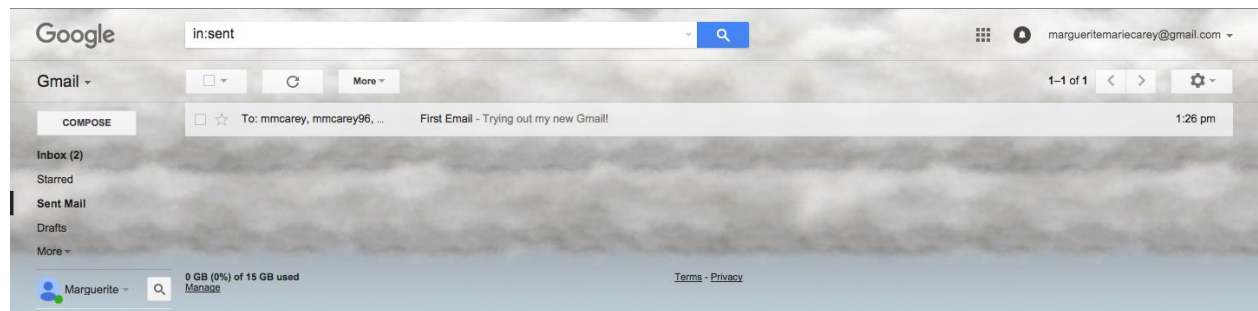 Google in:sent margueritemariecarey@gmail.com
Gmail More 1–1 of 1
COMPOSE To: mmcarey, mmcarey96, ... First Email - Trying out my new Gmail! 1:26 pm
Inbox (2)
Starred
Sent Mail
Drafts
More
0 GB (0%) of 15 GB used Terms - Privacy
Marguerite Manage